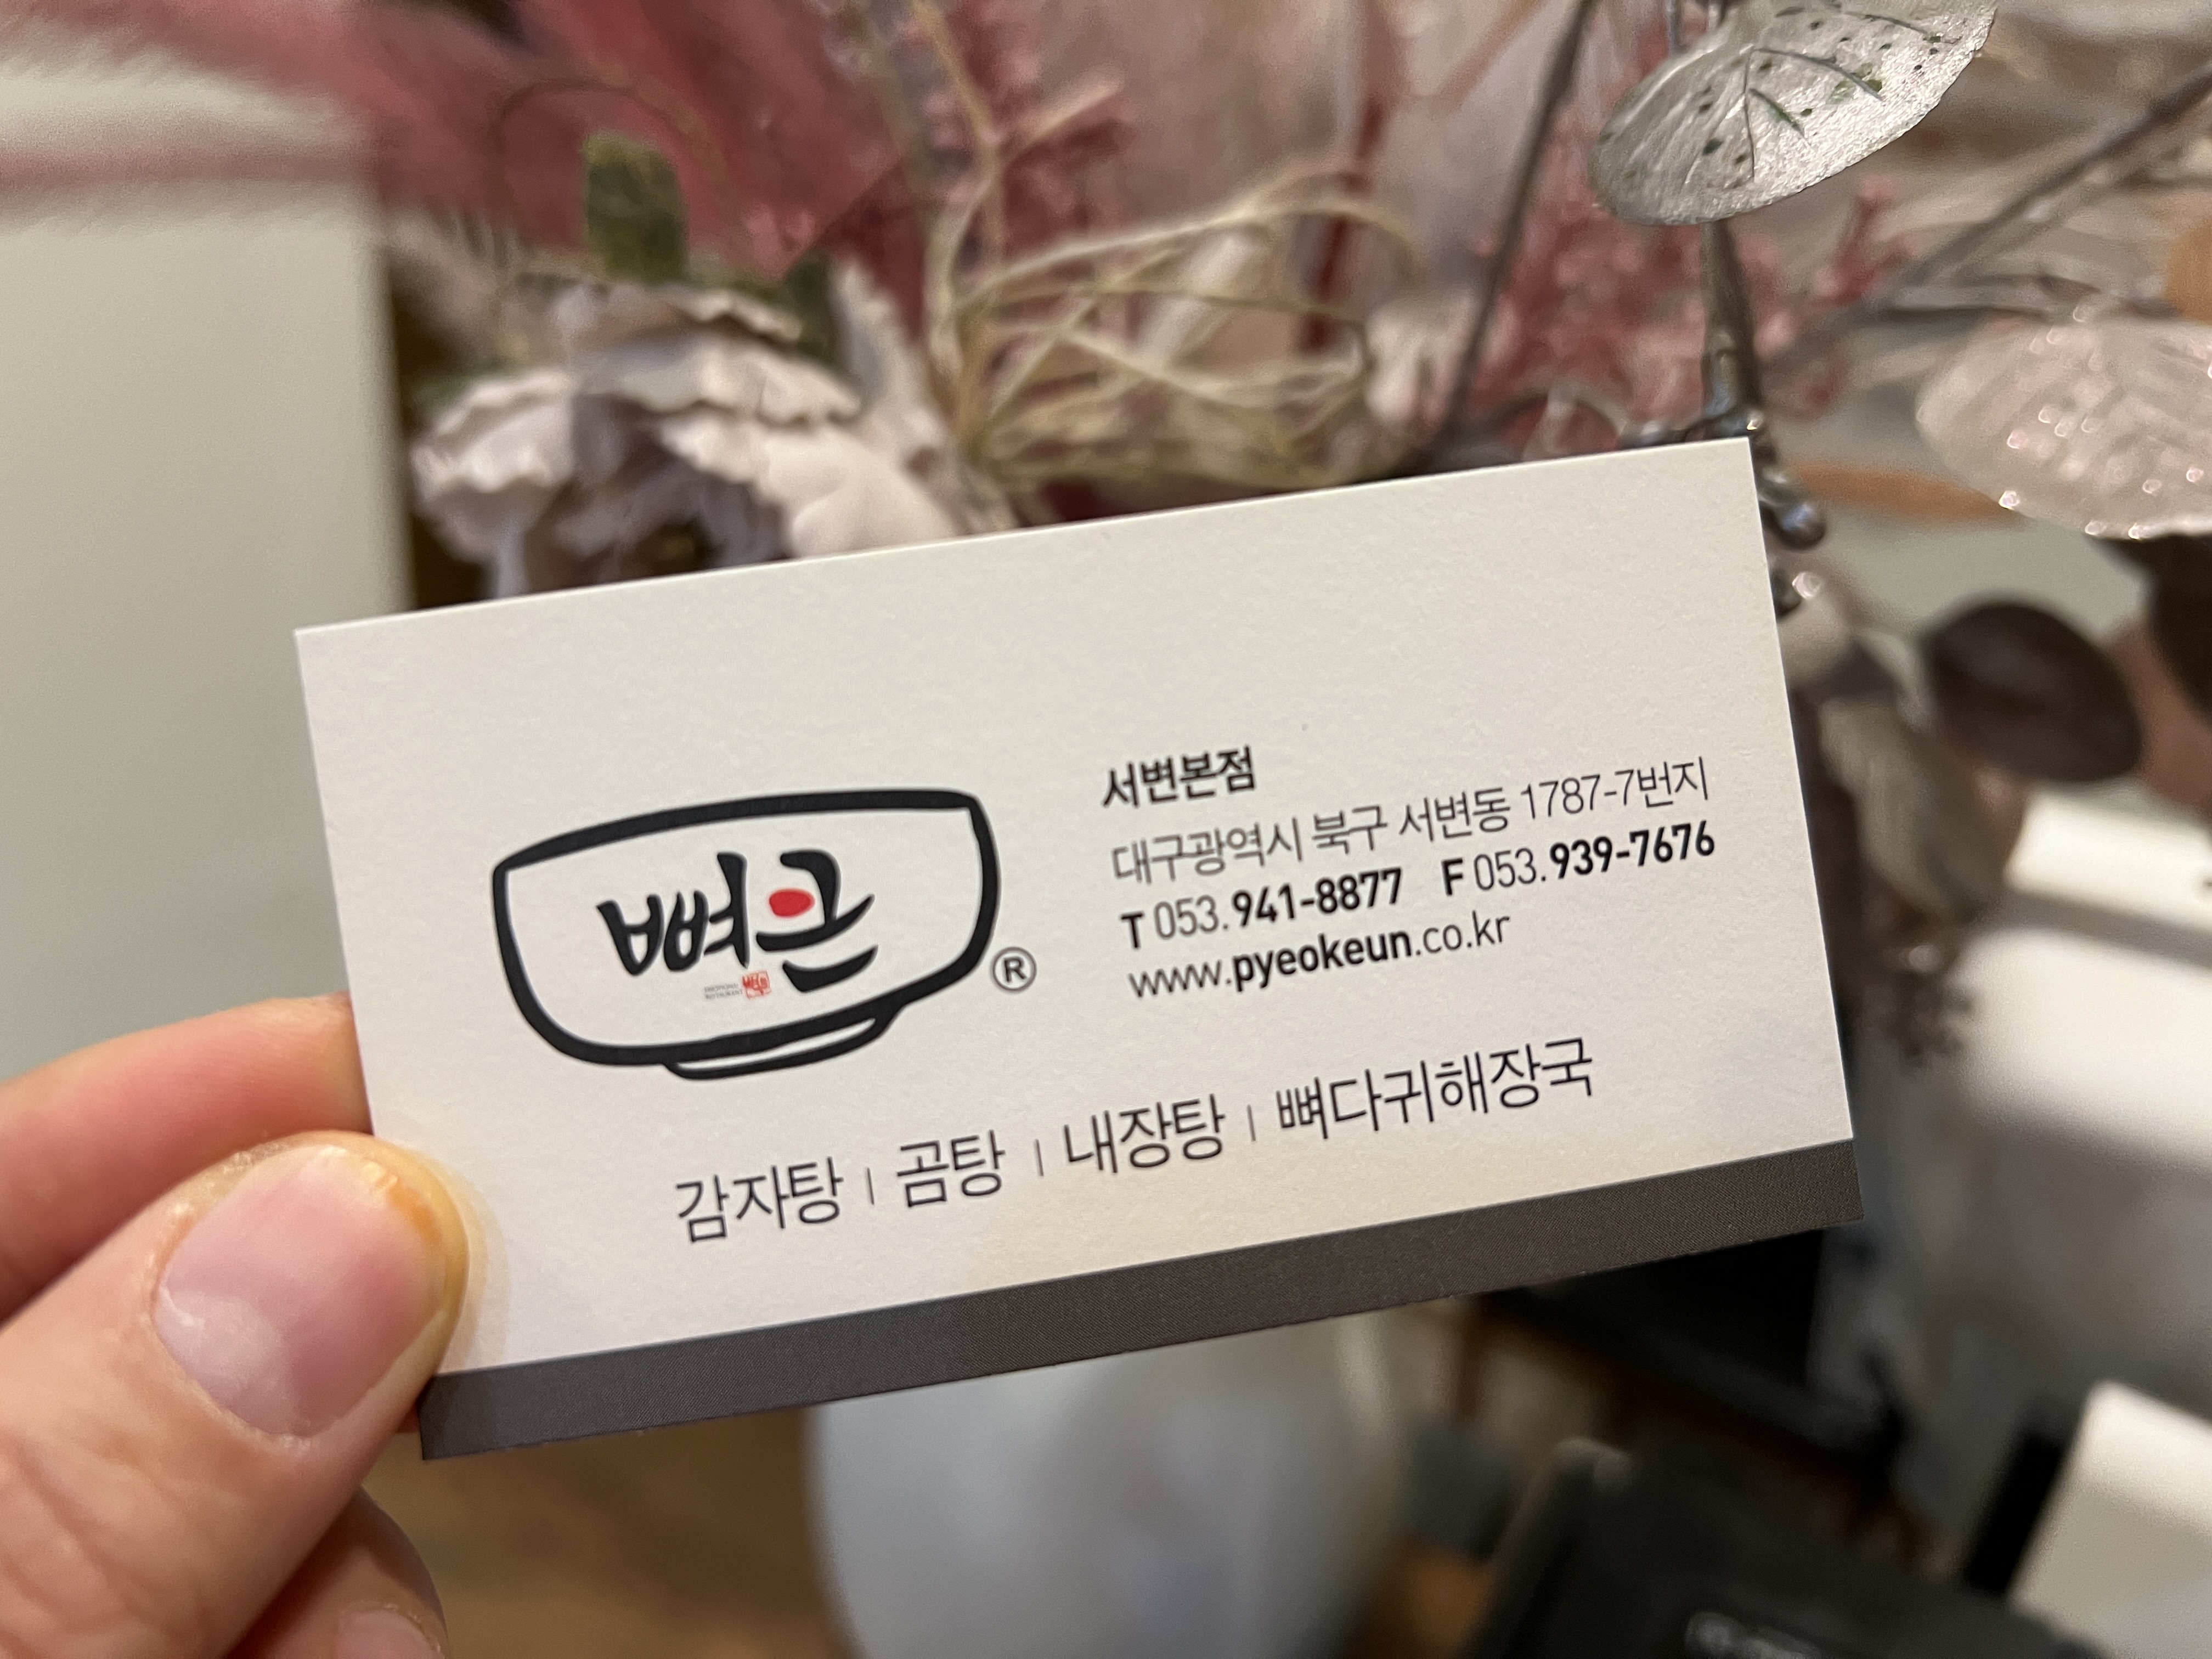 뼈큰
®
서변본점
대구광역시 북구 서변동 1787-7번지
T 053.941-8877 F 053.939-7676
www.pyeokeun.co.kr
감자탕 | 곰탕 | 내장탕 | 뼈다귀해장국